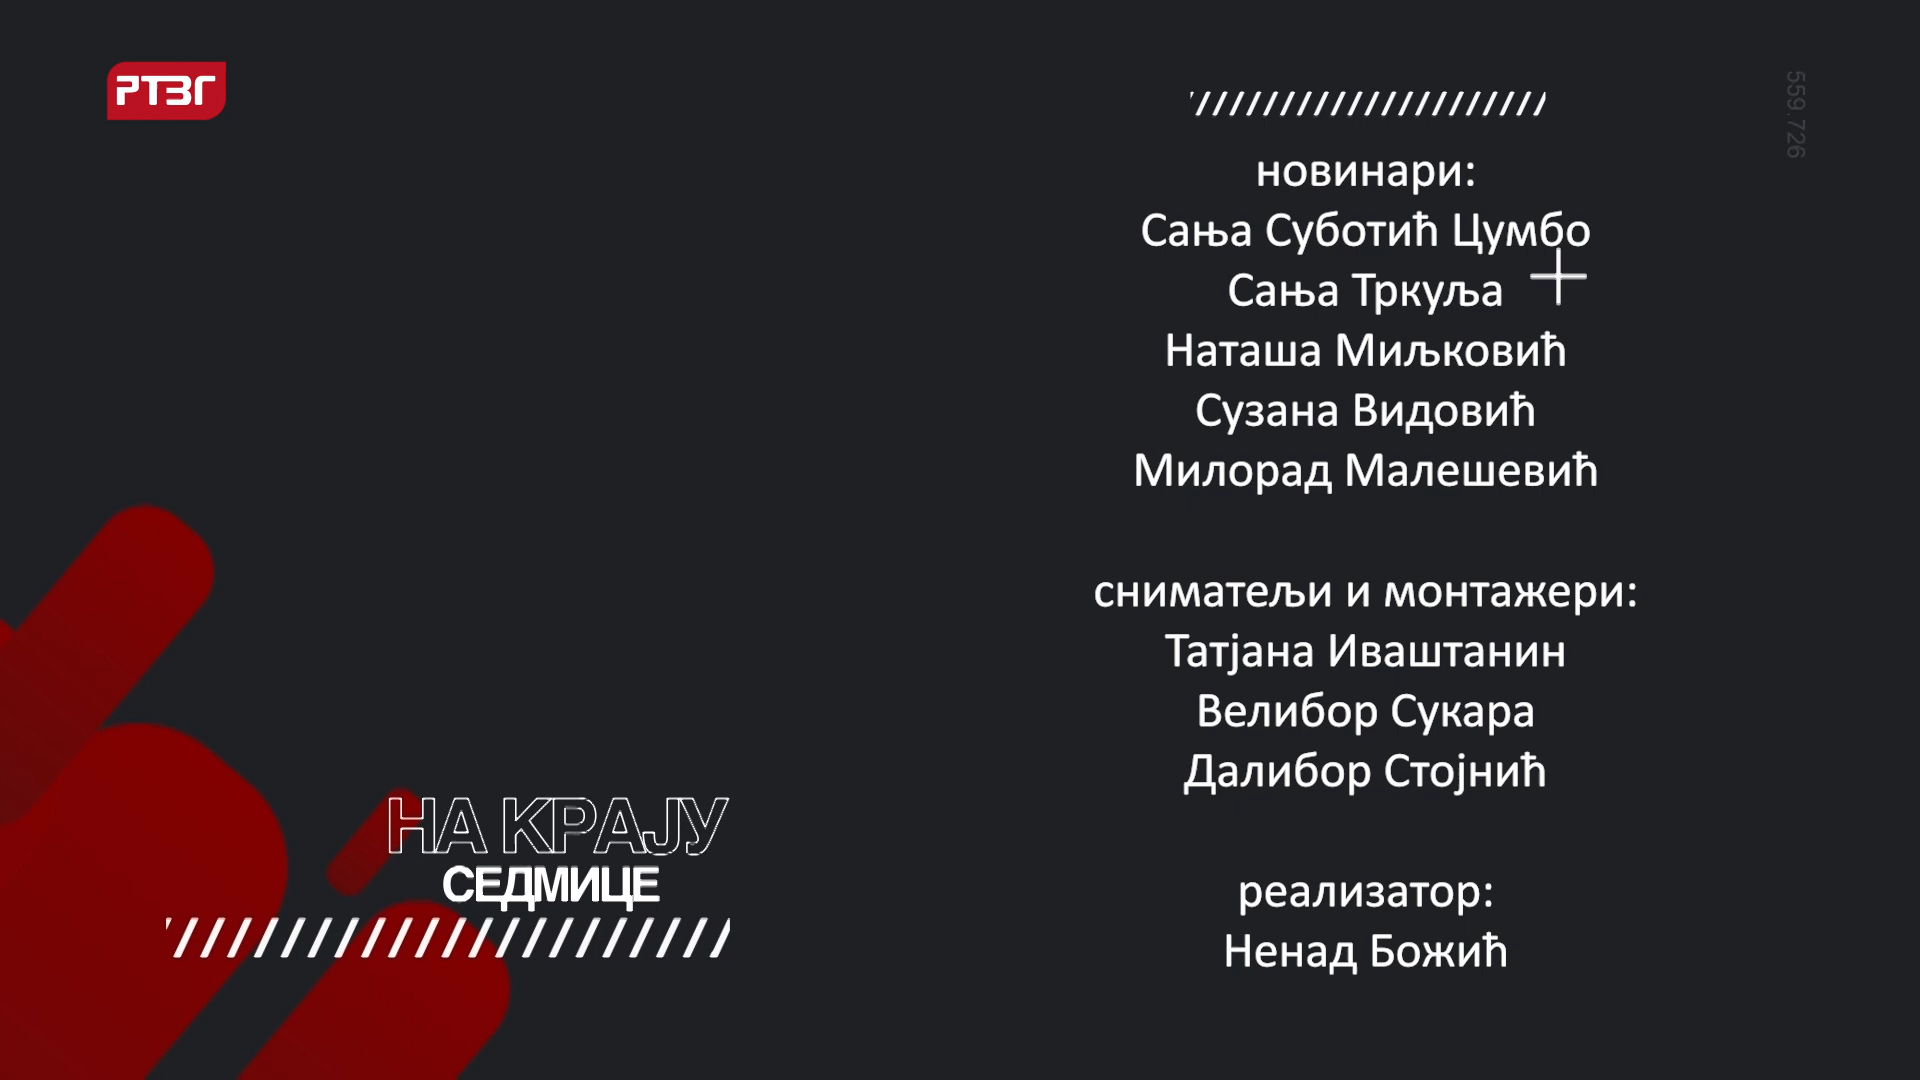 РТВГ
559.726
новинари:
Сања Суботић Цумбо
Сања Тркуља
Наташа Миљковић
Сузана Видовић
Милорад Малешевић
сниматељи и монтажери:
Татјана Иваштанин
Велибор Сукара
Далибор Стојнић
реализатор:
Ненад Божић
НА КРАЈУ
СЕДМИЦЕ